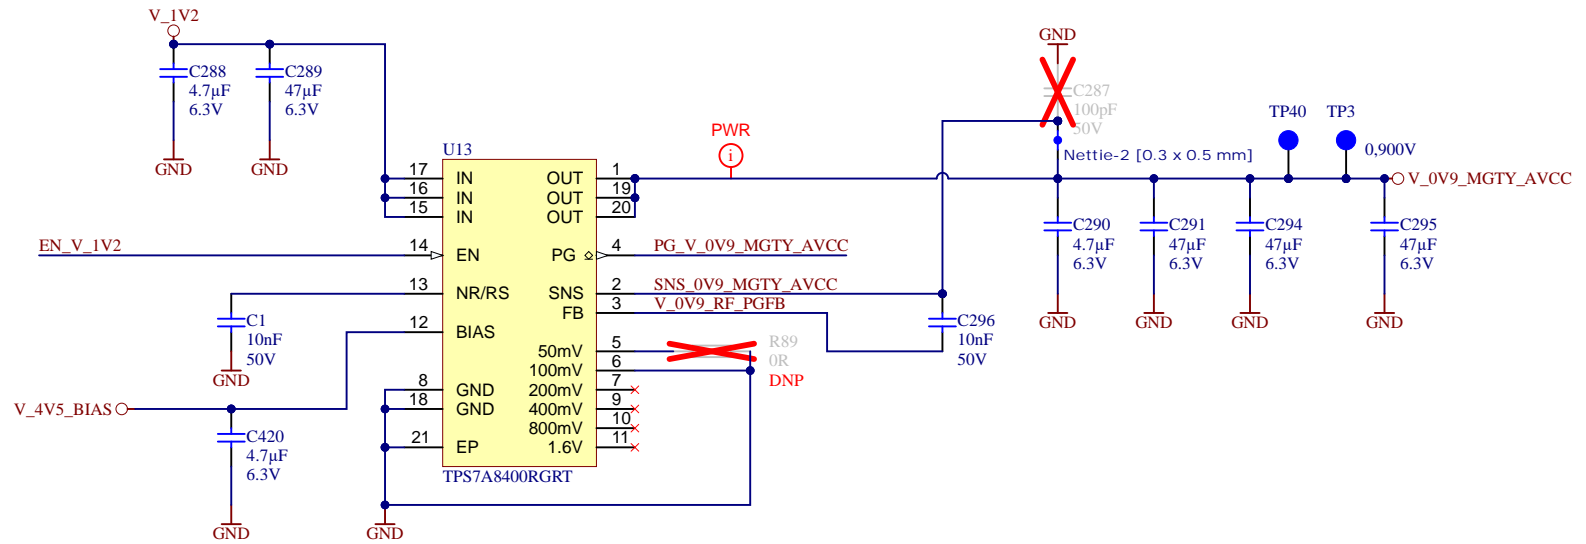 V_1V2
C288
4.7µF
6.3V
GND
C289
47µF
6.3V
GND
U13
17 IN
16 IN
15 IN
EN_V_1V2
14 EN
13 NR/RS
C1
10nF
50V
GND
12 BIAS
8 GND
18 GND
21 EP
V_4V5_BIAS
C420
4.7µF
6.3V
GND
GND
OUT 1
OUT 19
OUT 20
PG 4
PG_V_0V9_MGTY_AVCC
SNS 2
SNS_0V9_MGTY_AVCC
FB 3
V_0V9_RF_PGFB
50mV 5
100mV 6
200mV 7
400mV 9
800mV 10
1.6V 11
TPS7A8400RGRT
R89
0R
DNP
PWR
i
GND
C287
100pF
50V
Nettie-2 [0.3 x 0.5 mm]
TP40
TP3
0,900V
V_0V9_MGTY_AVCC
C296
10nF
50V
C290
4.7µF
6.3V
GND
C291
47µF
6.3V
GND
C294
47µF
6.3V
GND
C295
47µF
6.3V
GND